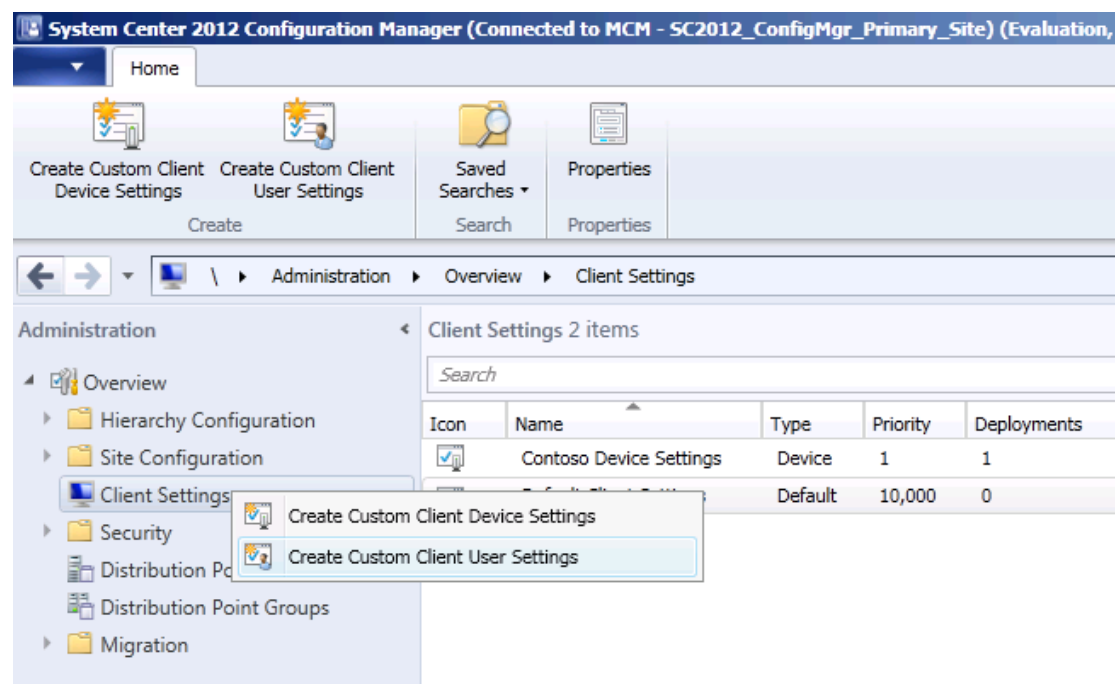 System Center 2012 Configuration Manager (Connected to MCM - SC2012_ConfigMgr_Primary_Site) (Evaluation,
Home
Create Custom Client Device Settings
Create Custom Client User Settings
Saved Searches
Properties
Create
Search
Properties
\ Administration Overview Client Settings
Administration
Client Settings 2 items
Search
Overview
Hierarchy Configuration
Site Configuration
Client Settings
Security
Distribution
Distribution Point Groups
Migration
Icon Name Type Priority Deployments
Contoso Device Settings Device 1 1
Default 10,000 0
Create Custom Client Device Settings
Create Custom Client User Settings